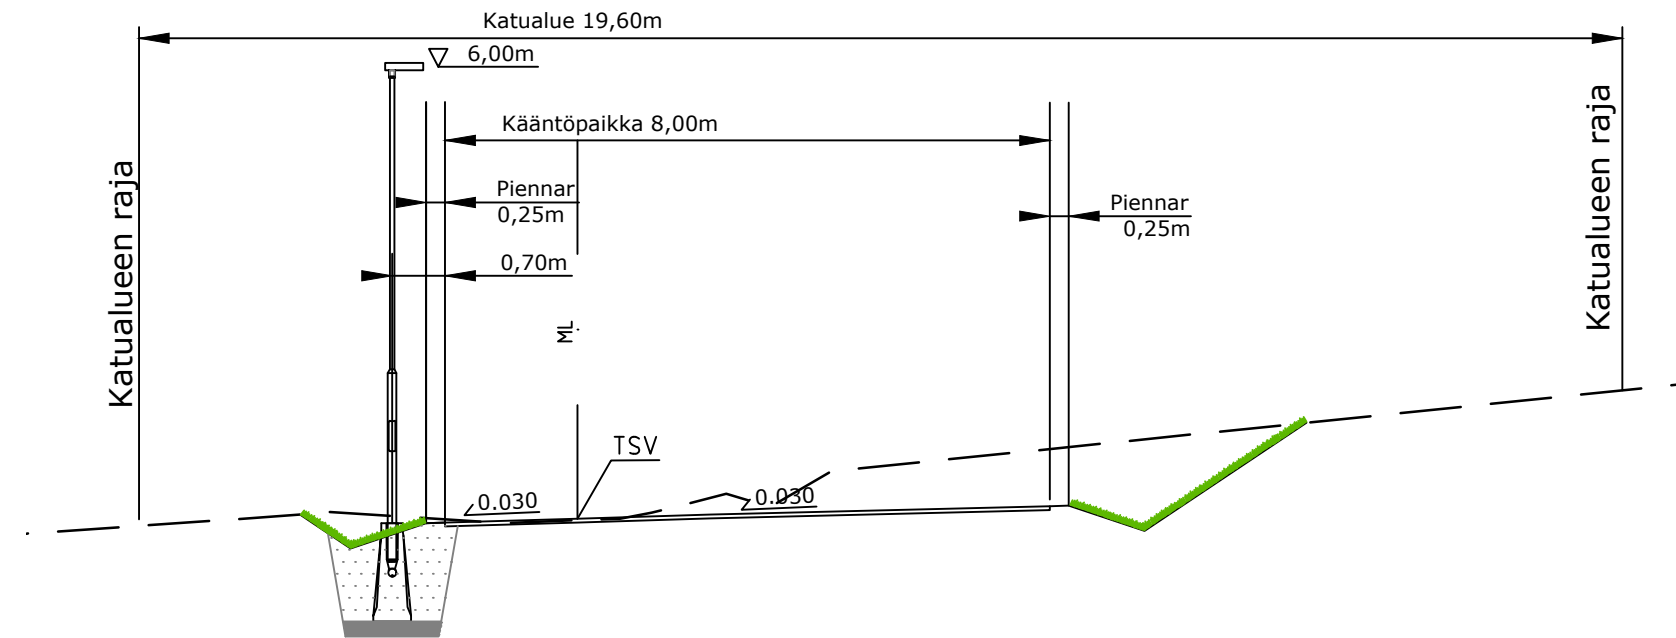 Katualue 19,60m
6,00m
Kääntöpaikka 8,00m
Katualueen raja
Piennar
0,25m
0,70m
ML
TSV
0.030
0.030
Piennar
0,25m
Katualueen raja